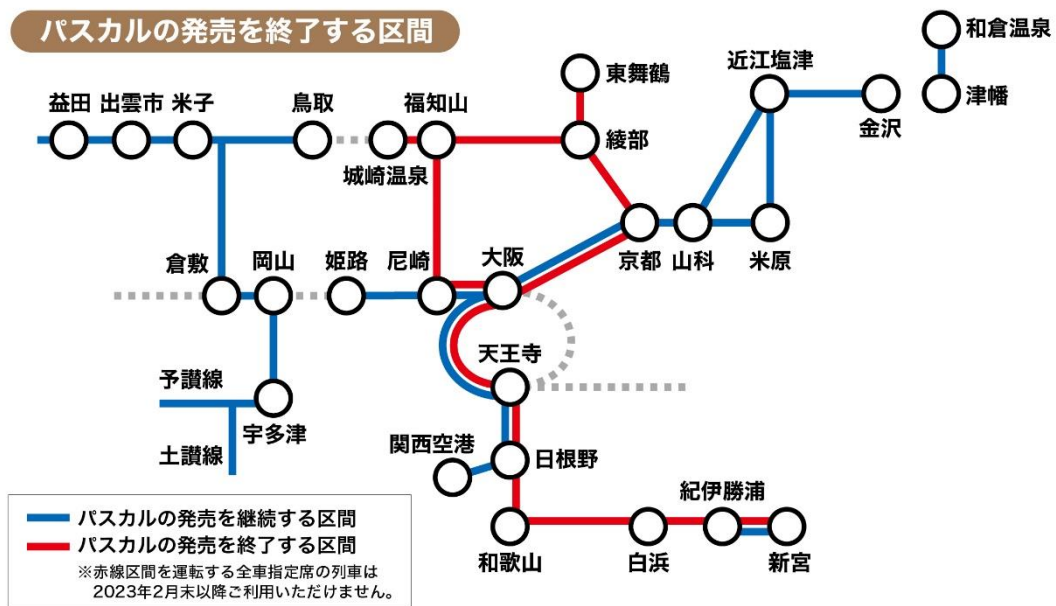 パスカルの発売を終了する区間
和倉温泉
津幡
近江塩津
金沢
東舞鶴
綾部
益田
出雲市
米子
鳥取
福知山
城崎温泉
倉敷
岡山
姫路
尼崎
大阪
京都
山科
米原
天王寺
予讃線
宇多津
土讃線
関西空港
日根野
紀伊勝浦
和歌山
白浜
新宮
パスカルの発売を継続する区間
パスカルの発売を終了する区間
※赤線区間を運転する全車指定席の列車は
2023年2月末以降ご利用いただけません。